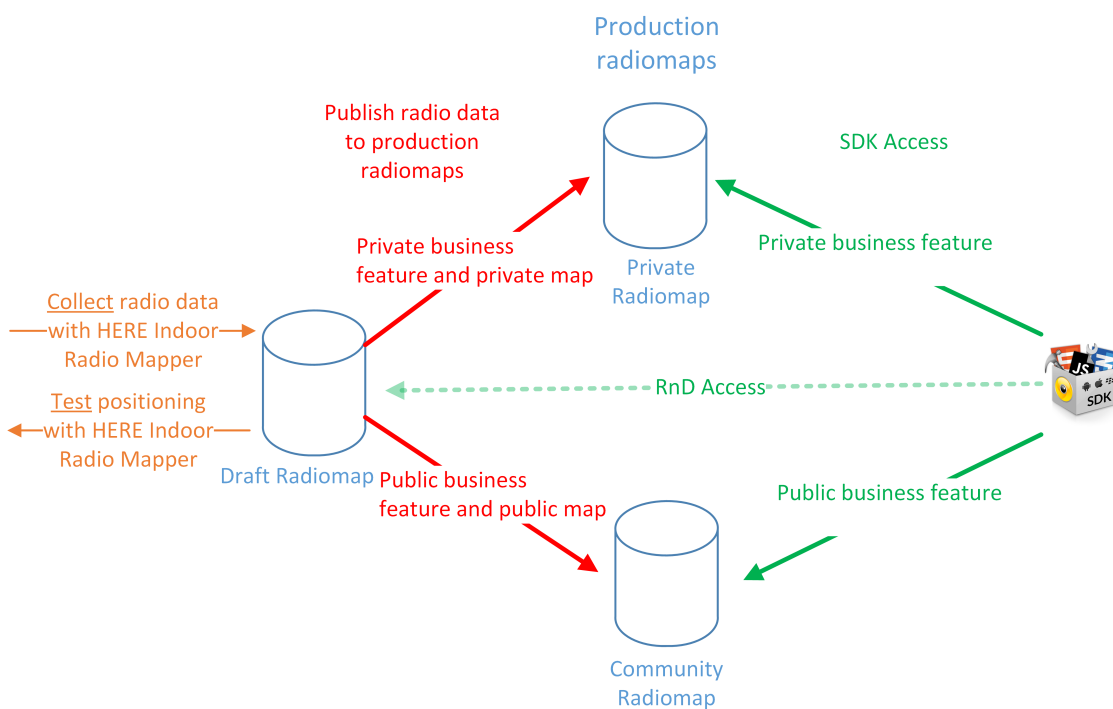 Production
radiomaps
Publish radio data
to production
radiomaps
SDK Access
Private business
feature and private map
Private business feature
Private
Radiomap
Collect radio data
with HERE Indoor
Radio Mapper
RnD Access
JS
SDK
Test positioning
with HERE Indoor
Radio Mapper
Draft Radiomap
Public business
feature and public map
Public business feature
Community
Radiomap